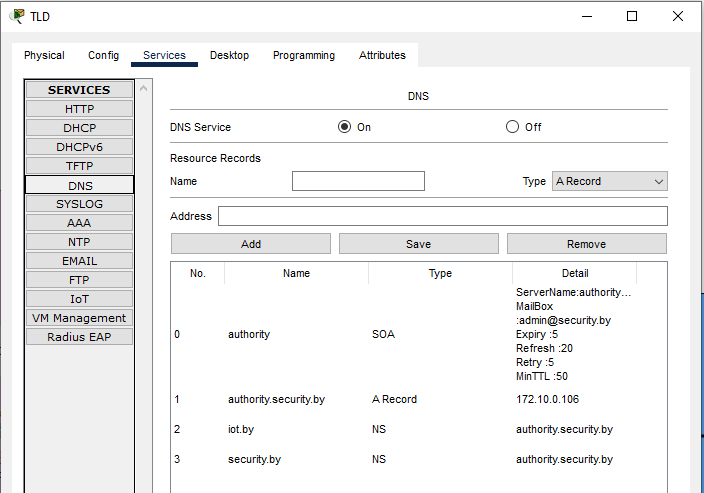 TLD
Physical Config Services Desktop Programming Attributes
SERVICES
HTTP
DHCP
DHCPv6
TFTP
DNS
SYSLOG
AAA
NTP
EMAIL
FTP
IoT
VM Management
Radius EAP
DNS
DNS Service On Off
Resource Records
Name Type A Record
Address
Add Save Remove
No. Name Type Detail
0 authority SOA ServerName:authority...
MailBox
:admin@security.by
Expiry :5
Refresh :20
Retry :5
MinTTL :50
1 authority.security.by A Record 172.10.0.106
2 iot.by NS authority.security.by
3 security.by NS authority.security.by